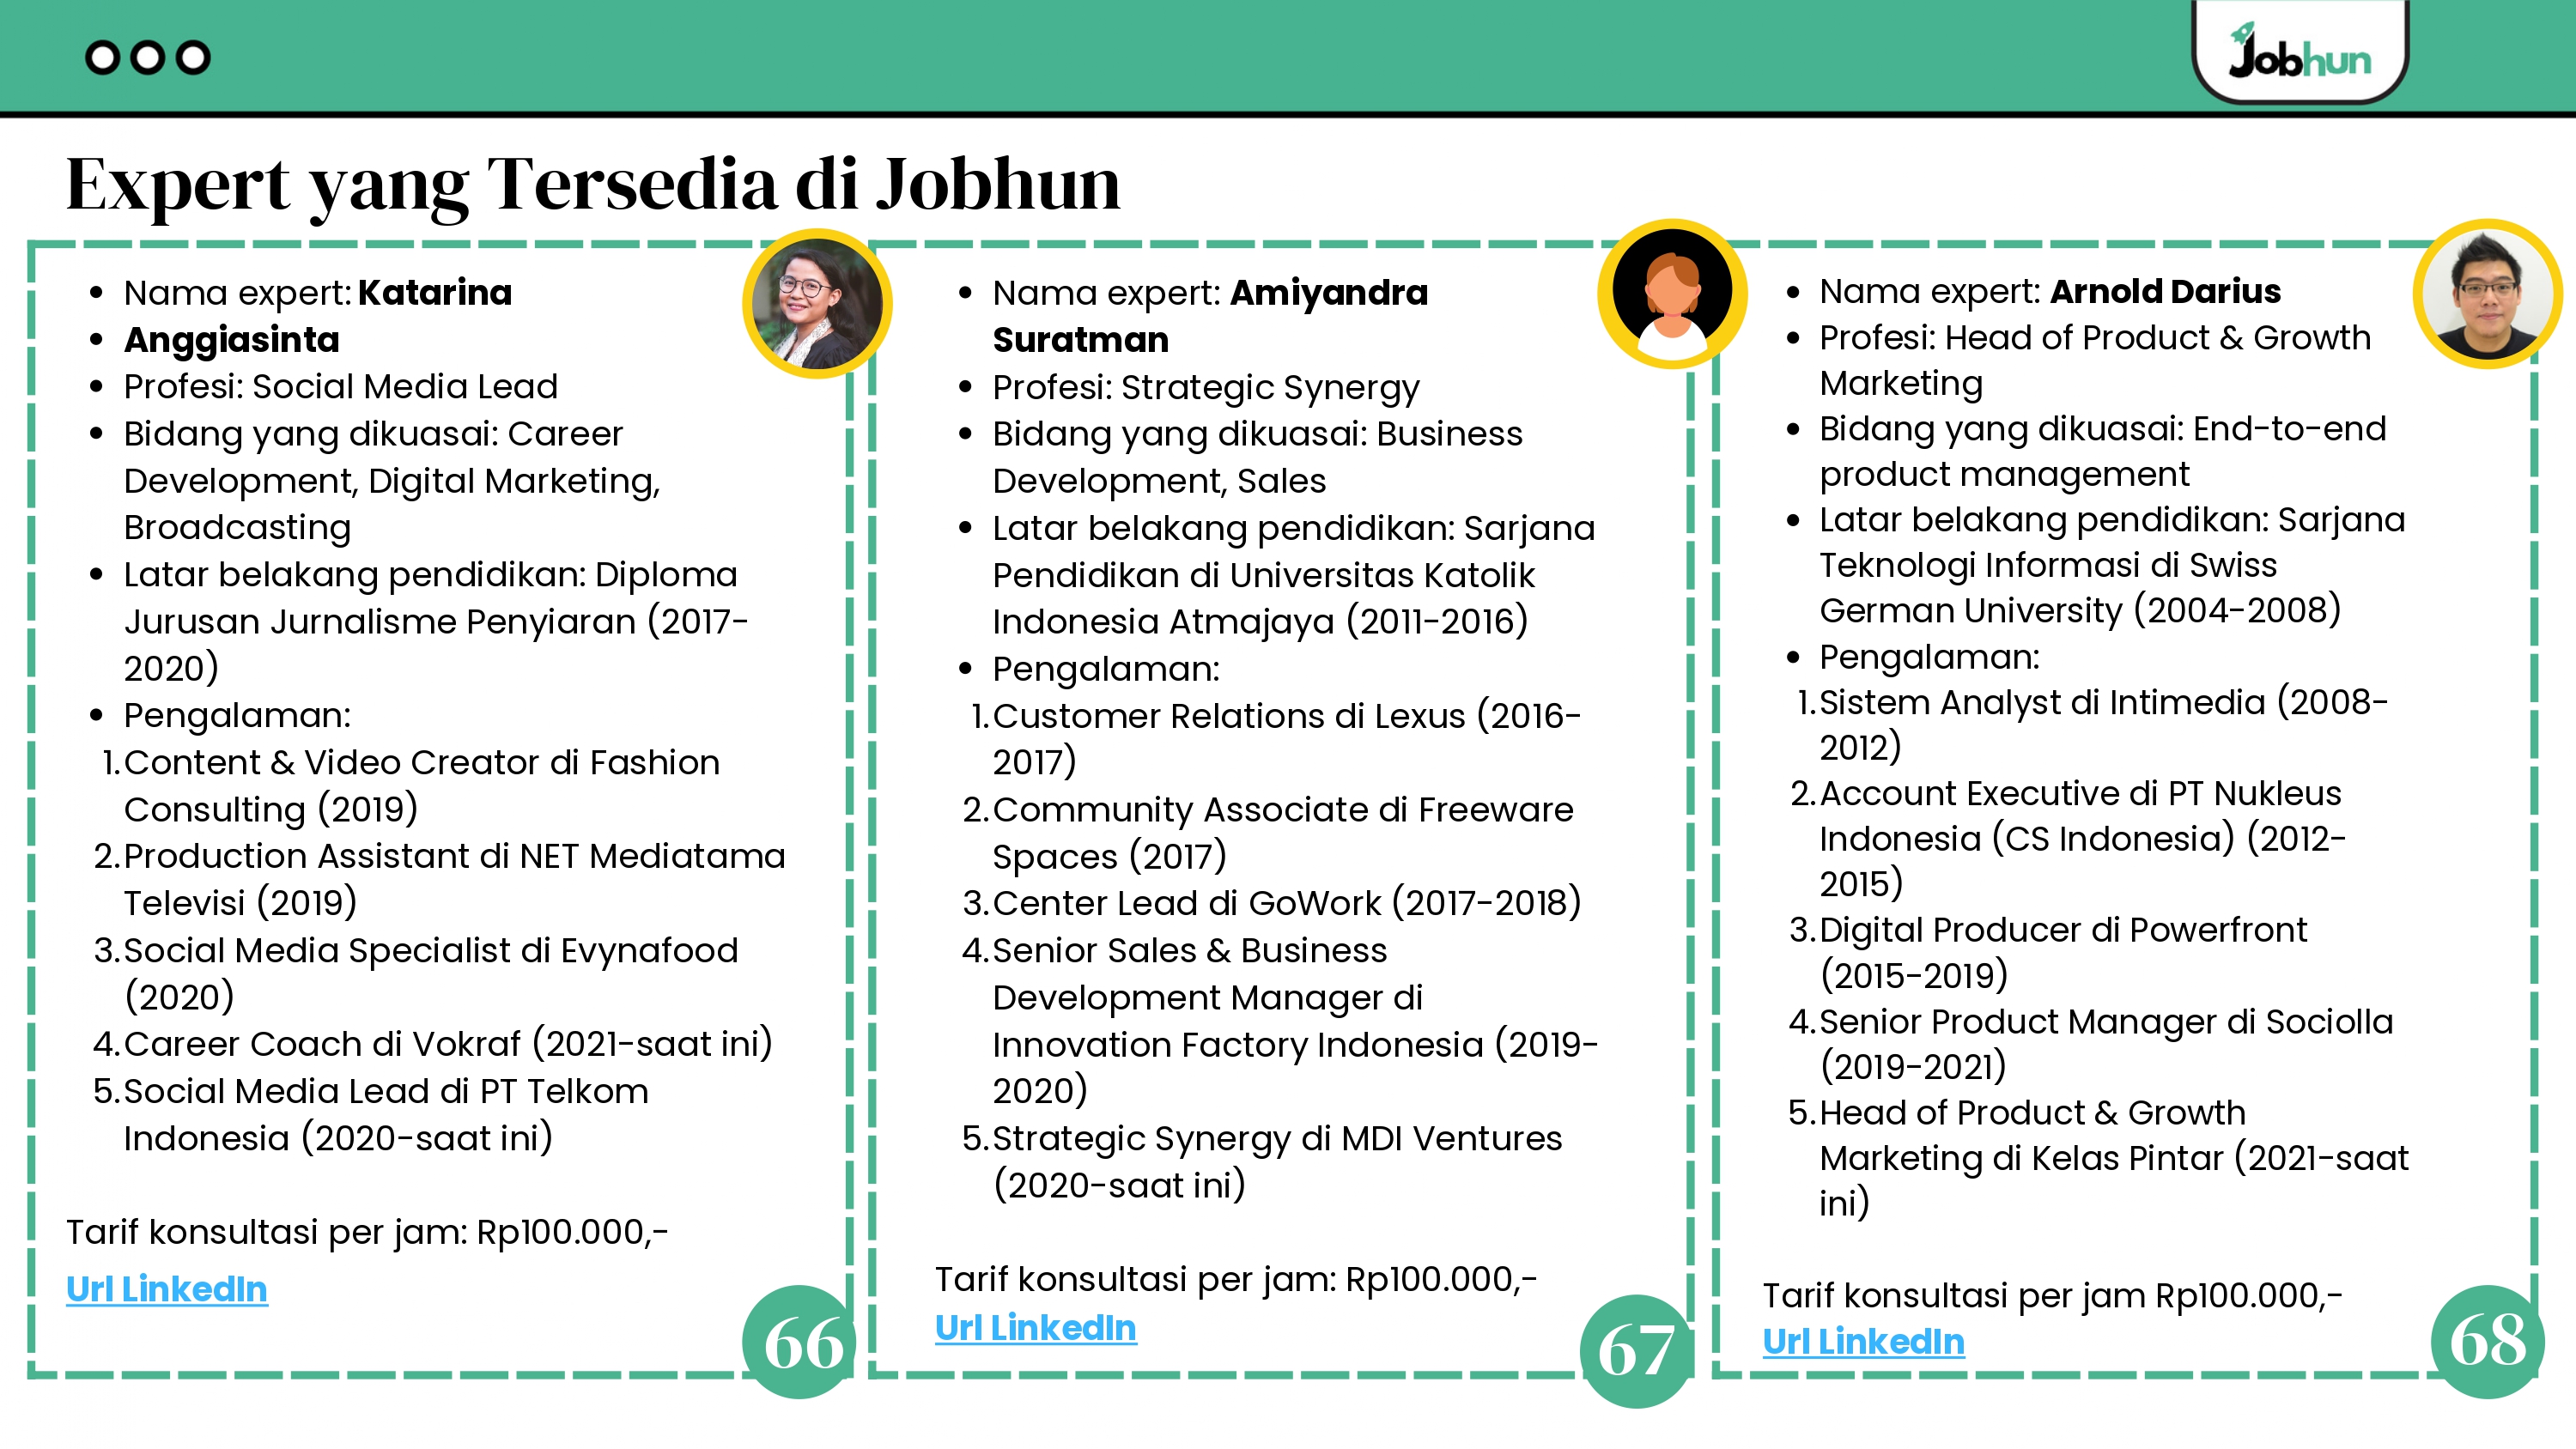 Jobhun
Expert yang Tersedia di Jobhun
• Nama expert: Katarina
• Anggiasinta
• Profesi: Social Media Lead
• Bidang yang dikuasai: Career
Development, Digital Marketing,
Broadcasting
• Latar belakang pendidikan: Diploma
Jurusan Jurnalisme Penyiaran (2017-
2020)
• Pengalaman:
1.Content & Video Creator di Fashion
Consulting (2019)
2.Production Assistant di NET Mediatama
Televisi (2019)
3.Social Media Specialist di Evynafood
(2020)
4.Career Coach di Vokraf (2021-saat ini)
5.Social Media Lead di PT Telkom
Indonesia (2020-saat ini)
Tarif konsultasi per jam: Rp100.000,-
Url LinkedIn
66
• Nama expert: Amiyandra
Suratman
• Profesi: Strategic Synergy
• Bidang yang dikuasai: Business
Development, Sales
• Latar belakang pendidikan: Sarjana
Pendidikan di Universitas Katolik
Indonesia Atmajaya (2011-2016)
• Pengalaman:
1.Customer Relations di Lexus (2016-
2017)
2.Community Associate di Freeware
Spaces (2017)
3.Center Lead di GoWork (2017-2018)
4.Senior Sales & Business
Development Manager di
Innovation Factory Indonesia (2019-
2020)
5.Strategic Synergy di MDI Ventures
(2020-saat ini)
Tarif konsultasi per jam: Rp100.000,-
Url LinkedIn
67
• Nama expert: Arnold Darius
• Profesi: Head of Product & Growth
Marketing
• Bidang yang dikuasai: End-to-end
product management
• Latar belakang pendidikan: Sarjana
Teknologi Informasi di Swiss
German University (2004-2008)
• Pengalaman:
1.Sistem Analyst di Intimedia (2008-
2012)
2.Account Executive di PT Nukleus
Indonesia (CS Indonesia) (2012-
2015)
3.Digital Producer di Powerfront
(2015-2019)
4.Senior Product Manager di Sociolla
(2019-2021)
5.Head of Product & Growth
Marketing di Kelas Pintar (2021-saat
ini)
Tarif konsultasi per jam Rp100.000,-
Url LinkedIn
68